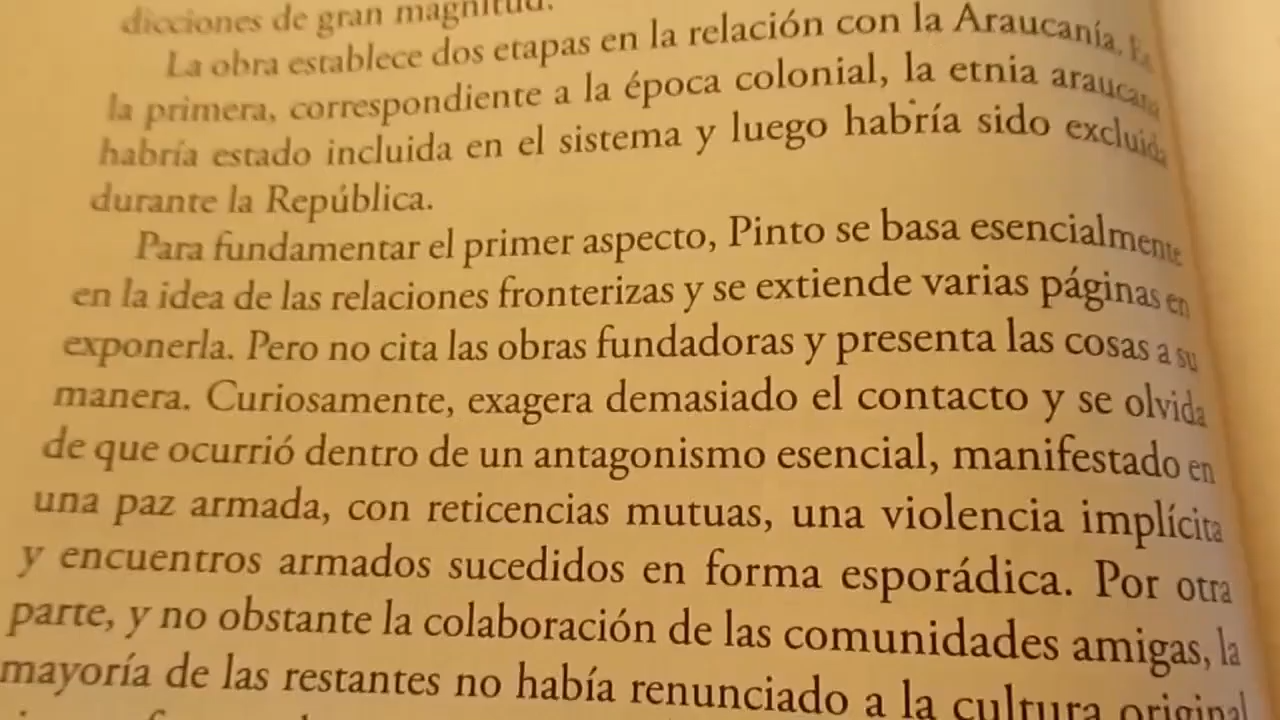 dicciones de gran magnitud.
La obra establece dos etapas en la relación con la Araucanía. En
la primera, correspondiente a la época colonial, la etnia araucana
habría estado incluida en el sistema y luego habría sido excluida
durante la República.
Para fundamentar el primer aspecto, Pinto se basa esencialmente
en la idea de las relaciones fronterizas y se extiende varias páginas en
exponerla. Pero no cita las obras fundadoras y presenta las cosas a su
manera. Curiosamente, exagera demasiado el contacto y se olvida
de que ocurrió dentro de un antagonismo esencial, manifestado en
una paz armada, con reticencias mutuas, una violencia implícita
y encuentros armados sucedidos en forma esporádica. Por otra
parte, y no obstante la colaboración de las comunidades amigas, la
mayoría de las restantes no había renunciado a la cultura original